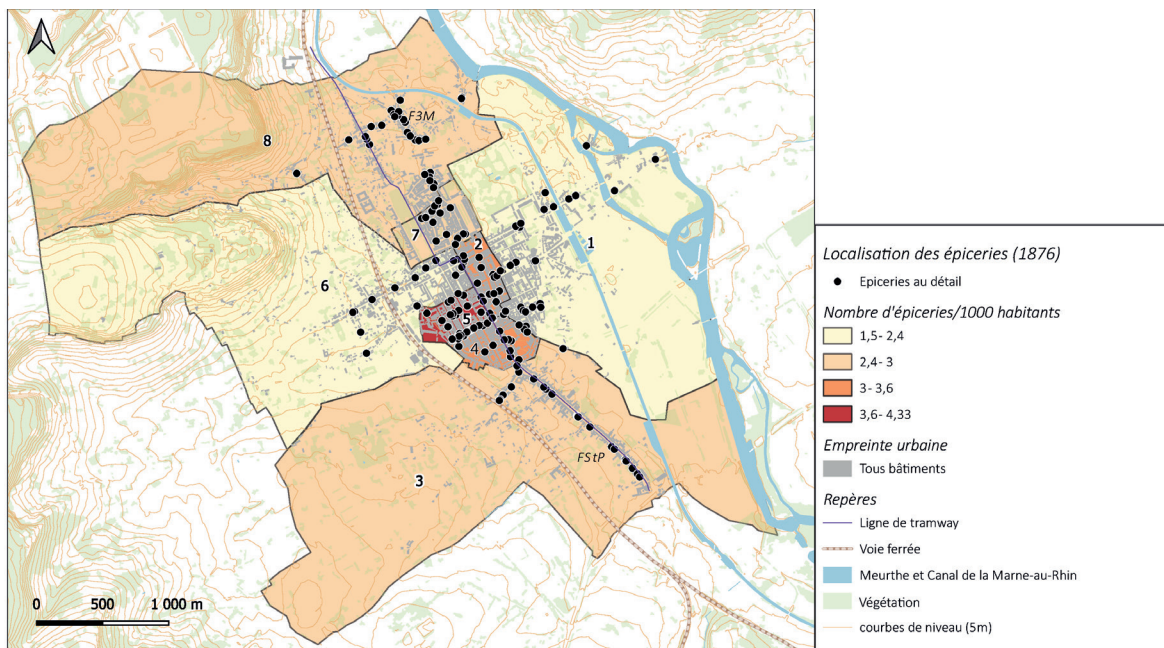 F3M
8
1
2
7
6
5
4
3
FStP
0 500 1 000 m
Localisation des épiceries (1876)
Epiceries au détail
Nombre d'épiceries/1000 habitants
1,5- 2,4
2,4- 3
3- 3,6
3,6- 4,33
Empreinte urbaine
Tous bâtiments
Repères
Ligne de tramway
Voie ferrée
Meurthe et Canal de la Marne-au-Rhin
Végétation
courbes de niveau (5m)